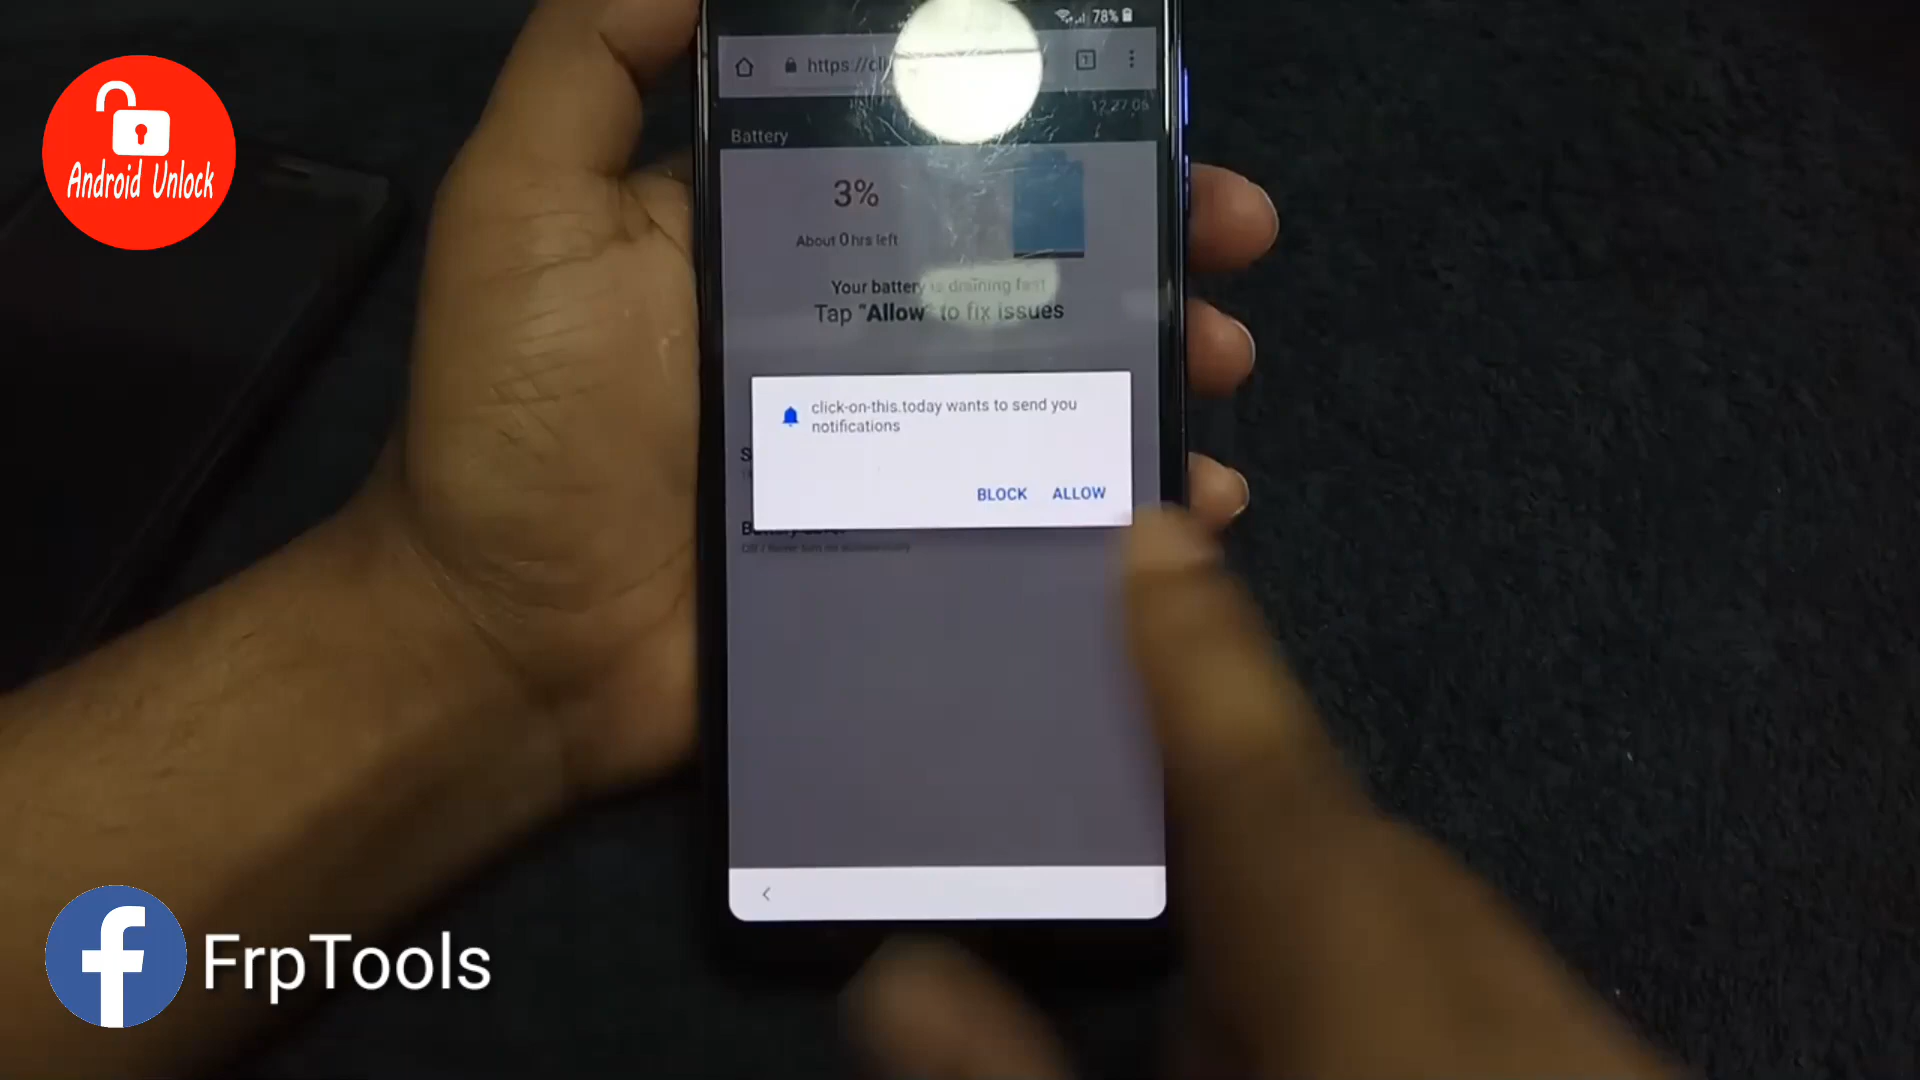 78%
https://cl
12.27.06
Battery
3%
About 0 hrs left
Your battery is draining fast
Tap "Allow" to fix issues
click-on-this.today wants to send you
notifications
BLOCK ALLOW
Android Unlock
FrpTools